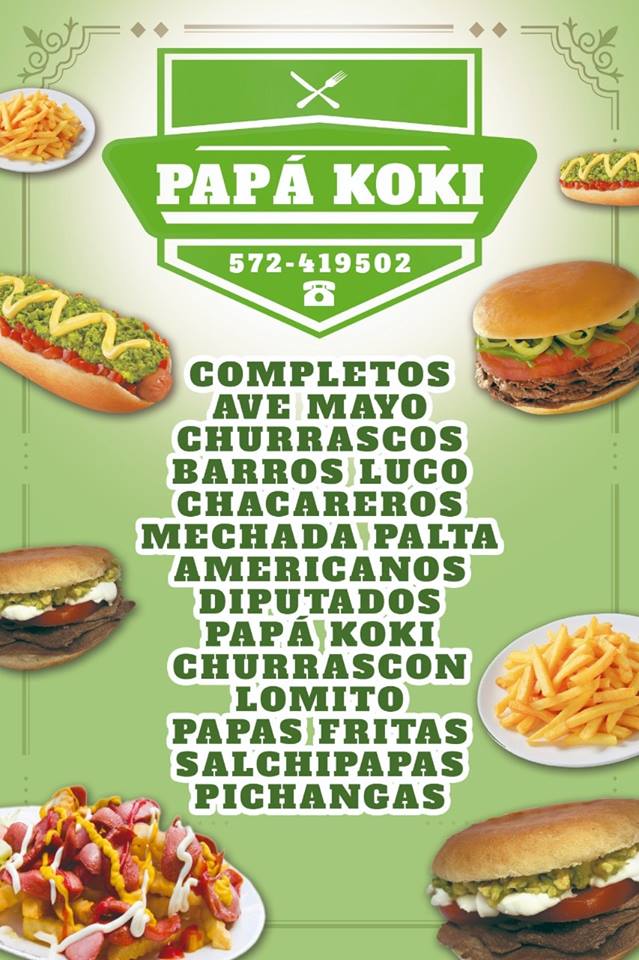 PAPÁ KOKI
572-419502
COMPLETOS
AVE MAYO
CHURRASCOS
BARROS LUCO
CHACAREROS
MECHADA PALTA
AMERICANOS
DIPUTADOS
PAPÁ KOKI
CHURRASCON
LOMITO
PAPAS FRITAS
SALCHIPAPAS
PICHANGAS